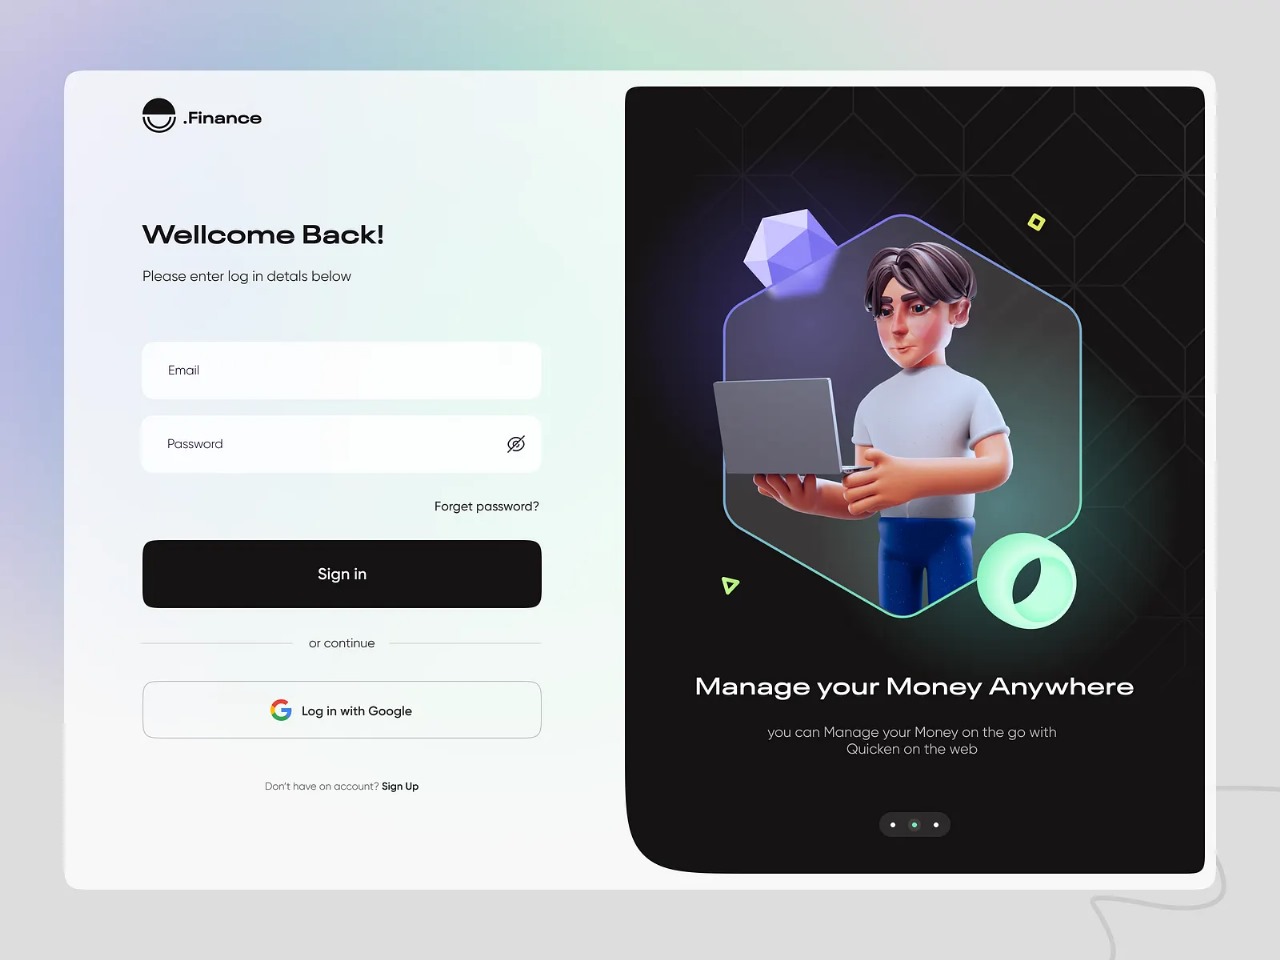 .Finance
Wellcome Back!
Please enter log in detals below
Email
Password
Forget password?
Sign in
or continue
Log in with Google
Don't have on account? Sign Up
Manage your Money Anywhere
you can Manage your Money on the go with
Quicken on the web